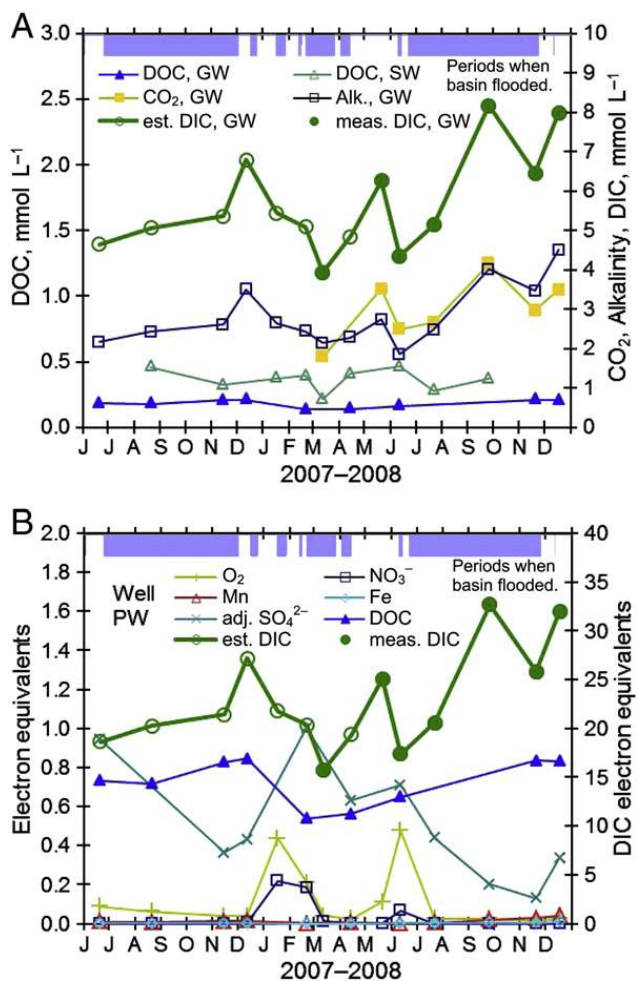 A
3.0
2.5
2.0
1.5
1.0
0.5
0.0
DOC, mmol L⁻¹
10
9
8
7
6
5
4
3
2
1
0
CO₂, Alkalinity, DIC, mmol L⁻¹
DOC, GW
DOC, SW
CO₂, GW
Alk., GW
est. DIC, GW
meas. DIC, GW
Periods when
basin flooded.
J J A S O N D J F M A M J J A S O N D
2007–2008
B
2.0
1.8
1.6
1.4
1.2
1.0
0.8
0.6
0.4
0.2
0.0
Electron equivalents
40
35
30
25
20
15
10
5
0
DIC electron equivalents
Well
PW
O₂
NO₃⁻
Mn
Fe
adj. SO₄²⁻
DOC
est. DIC
meas. DIC
Periods when
basin flooded.
J J A S O N D J F M A M J J A S O N D
2007–2008